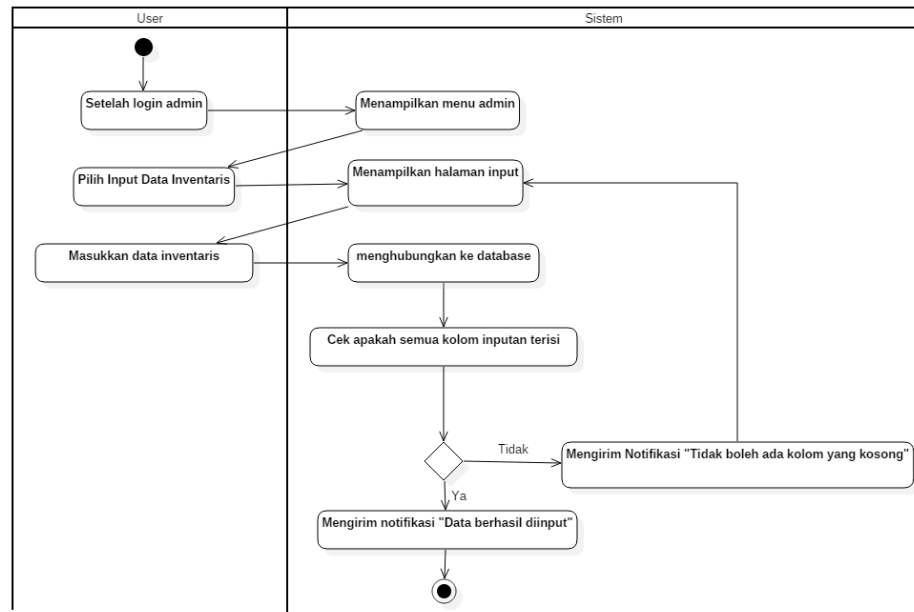 User
Sistem
Setelah login admin
Menampilkan menu admin
Pilih Input Data Inventaris
Menampilkan halaman input
Masukkan data inventaris
menghubungkan ke database
Cek apakah semua kolom inputan terisi
Tidak
Mengirim Notifikasi "Tidak boleh ada kolom yang kosong"
Ya
Mengirim notifikasi "Data berhasil diinput"